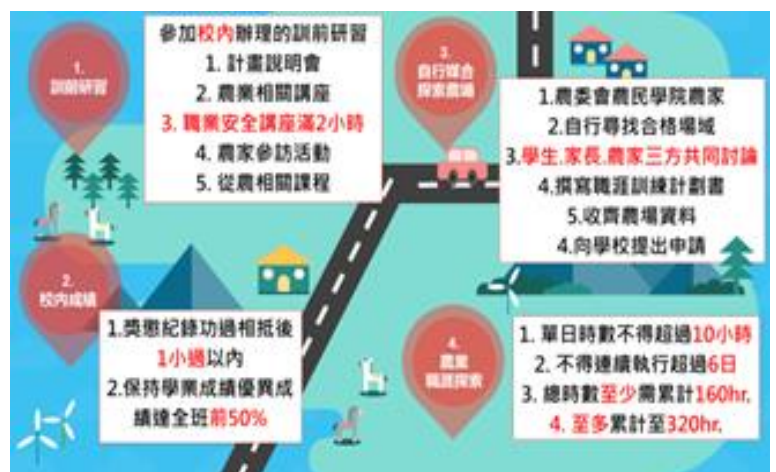 1.
訓前研習
參加校內辦理的訓前研習
1. 計畫說明會
2. 農業相關講座
3. 職業安全講座滿2小時
4. 農家參訪活動
5. 從農相關課程
2.
校內成績
1.獎懲紀錄功過相抵後
1小過以內
2.保持學業成績優異成
績達全班前50%
3.
自行媒合
探索農場
1.農委會農民學院農家
2.自行尋找合格場域
3,學生,家長,農家三方共同討論
4.撰寫職涯訓練計劃書
5.收齊農場資料
4.向學校提出申請
4.
農業
職涯探索
1. 單日時數不得超過10小時
2. 不得連續執行超過6日
3. 總時數至少需累計160hr,
4. 至多累計至320hr,